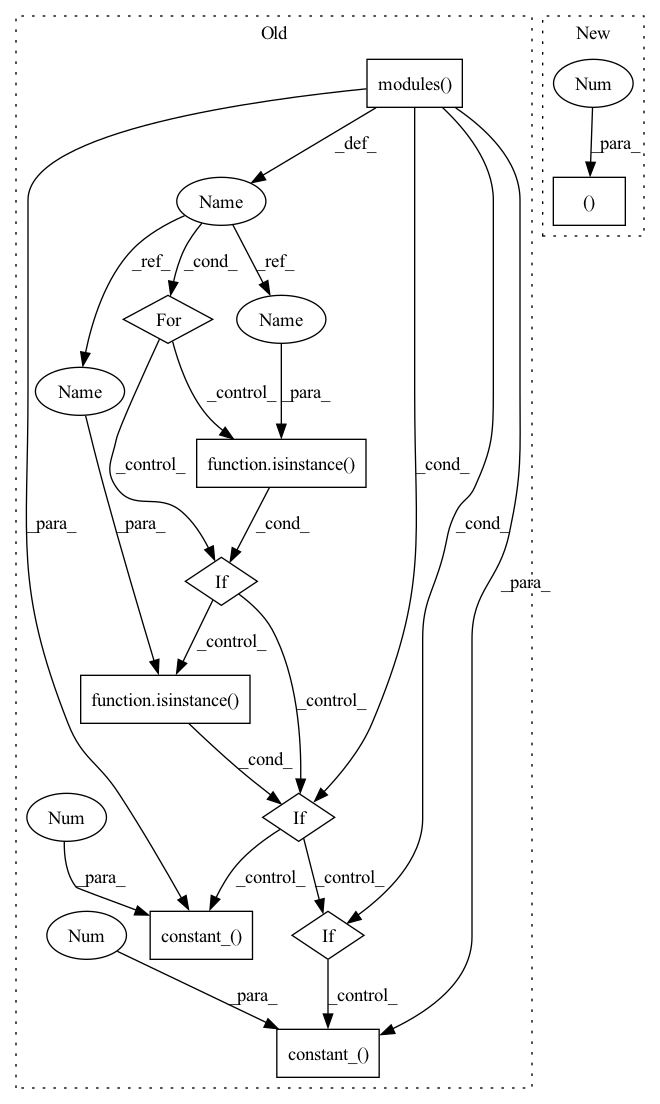 Old
New
modules()
Num
_def_
_para_
Name
()
_ref_
_cond_
_ref_
For
Name
Name
_control_
_para_
function.isinstance()
_control_
_cond_
_para_
_para_
_cond_
_cond_
_para_
If
_control_
function.isinstance()
_control_
_cond_
Num
If
_para_
_control_
_control_
Num
constant_()
If
_para_
_control_
constant_()